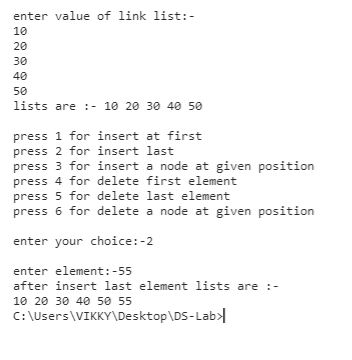 enter value of link list:-
10
20
30
40
50
lists are :- 10 20 30 40 50
press 1 for insert at first
press 2 for insert last
press 3 for insert a node at given position
press 4 for delete first element
press 5 for delete last element
press 6 for delete a node at given position
enter your choice:-2
enter element:-55
after insert last element lists are :-
10 20 30 40 50 55
C:\Users\VIKKY\Desktop\DS-Lab>